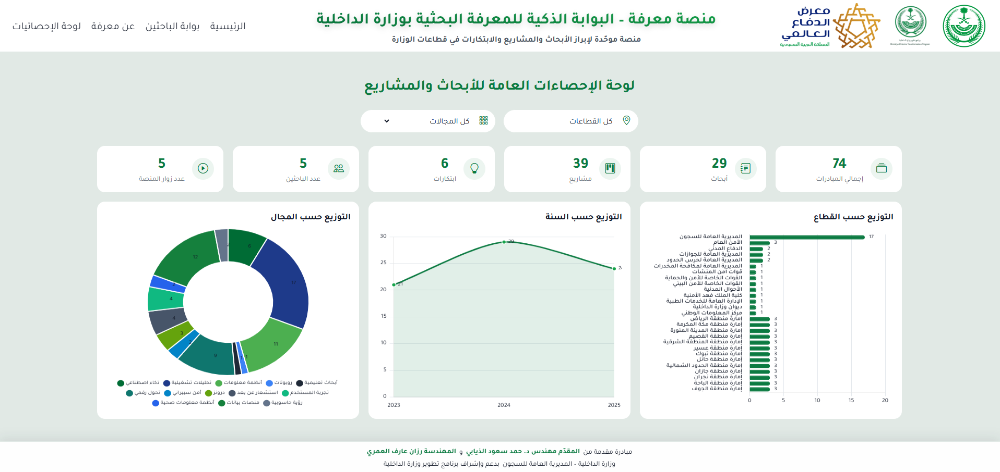 معرض
الدفاع
العالمي
المملكة العربية السعودية
برنامج تطوير وزارة الداخلية
Ministry of Interior Transformation Program
منصة معرفة - البوابة الذكية للمعرفة البحثية بوزارة الداخلية
منصة موحّدة لإبراز الأبحاث والمشاريع والابتكارات في قطاعات الوزارة
الرئيسية
بوابة الباحثين
عن معرفة
لوحة الإحصائيات
لوحة الإحصاءات العامة للأبحاث والمشاريع
كل القطاعات
كل المجالات
74
إجمالي المبادرات
29
أبحاث
39
مشاريع
6
ابتكارات
5
عدد الباحثين
5
عدد زوار المنصة
التوزيع حسب القطاع
المديرية العامة للسجون 17
الأمن العام 3
الدفاع المدني 2
المديرية العامة للجوازات 2
المديرية العامة لحرس الحدود 2
المديرية العامة لمكافحة المخدرات 1
قوات أمن المنشآت 1
القوات الخاصة للأمن والحماية 1
القوات الخاصة للأمن البيئي 1
الأحوال المدنية 1
كلية الملك فهد الأمنية 1
الإدارة العامة للخدمات الطبية 1
ديوان وزارة الداخلية 1
مركز المعلومات الوطني 1
إمارة منطقة الرياض 3
إمارة منطقة مكة المكرمة 3
إمارة منطقة المدينة المنورة 3
إمارة منطقة القصيم 3
إمارة منطقة المنطقة الشرقية 3
إمارة منطقة عسير 3
إمارة منطقة تبوك 3
إمارة منطقة حائل 3
إمارة منطقة الحدود الشمالية 3
إمارة منطقة جازان 3
إمارة منطقة نجران 3
إمارة منطقة الباحة 3
إمارة منطقة الجوف 3
0 5 10 15 20
التوزيع حسب السنة
30
25
20
15
10
5
0
21
29
2023 2024 2025
التوزيع حسب المجال
6
17
11
1
1
9
2
3
4
4
2
12
2
ذكاء اصطناعي تحليلات تشغيلية أنظمة معلومات روبوتات أبحاث تعليمية
تحول رقمي أمن سيبراني درونز استشعار عن بعد تجربة المستخدم
أنظمة معلومات صحية منصات بيانات رؤية حاسوبية
مبادرة مقدمة من المقدّم مهندس د. حمد سعود الذيابي و المهندسة رزان عارف العمري
وزارة الداخلية - المديرية العامة للسجون بدعم وإشراف برنامج تطوير وزارة الداخلية